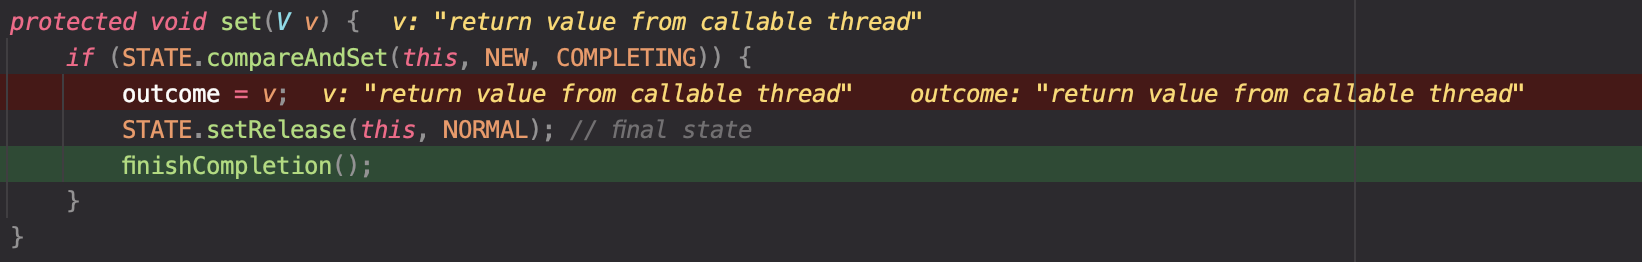 protected void set(V v) {  v: "return value from callable thread"
    if (STATE.compareAndSet(this, NEW, COMPLETING)) {
        outcome = v;  v: "return value from callable thread"    outcome: "return value from callable thread"
        STATE.setRelease(this, NORMAL); // final state
        finishCompletion();
    }
}